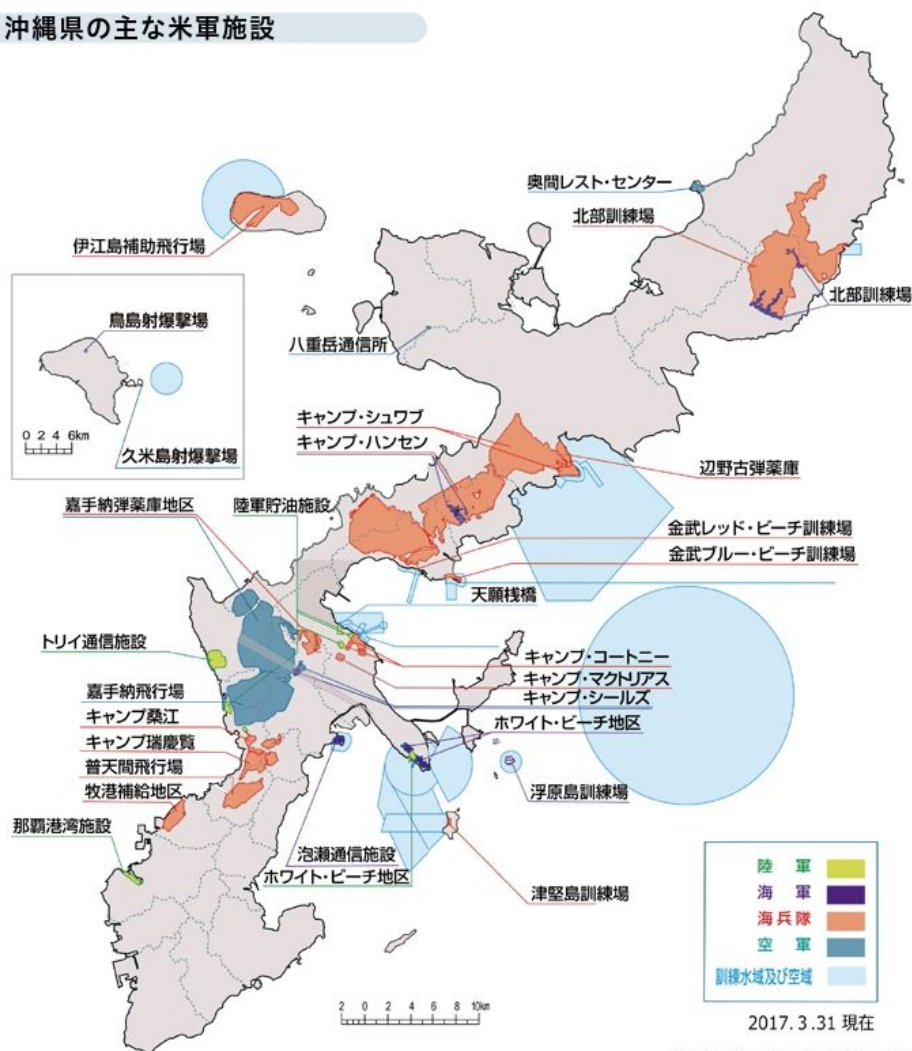 沖縄県の主な米軍施設
奥間レスト・センター
北部訓練場
伊江島補助飛行場
北部訓練場
鳥島射爆撃場
八重岳通信所
0 2 4 6km
久米島射爆撃場
キャンプ・シュワブ
キャンプ・ハンセン
辺野古弾薬庫
嘉手納弾薬庫地区
陸軍貯油施設
金武レッド・ビーチ訓練場
金武ブルー・ビーチ訓練場
天願桟橋
トリイ通信施設
キャンプ・コートニー
キャンプ・マクトリアス
嘉手納飛行場
キャンプ・シールズ
キャンプ桑江
ホワイト・ビーチ地区
キャンプ瑞慶覧
普天間飛行場
牧港補給地区
浮原島訓練場
那覇港湾施設
泡瀬通信施設
ホワイト・ビーチ地区
津堅島訓練場
陸 軍
海 軍
海兵隊
空 軍
訓練水域及び空域
2 0 2 4 6 8 10km
2017.3.31 現在